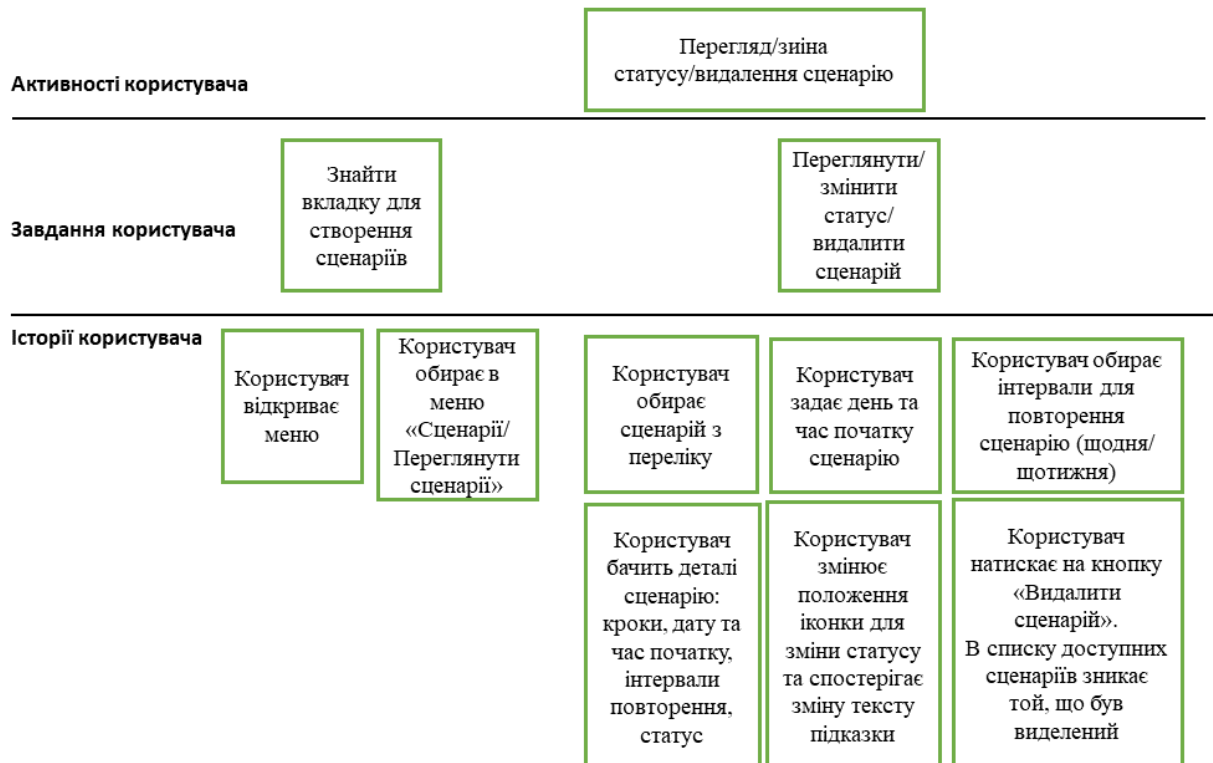 Перегляд/зиіна
статусу/видалення сценарію
Активності користувача
Знайти
вкладку для
створення
сценаріїв
Переглянути/
змінити
статус/
видалити
сценарій
Завдання користувача
Історії користувача
Користувач
відкриває
меню
Користувач
обирає в
меню
«Сценарії/
Переглянути
сценарії»
Користувач
обирає
сценарій з
переліку
Користувач
задає день та
час початку
сценарію
Користувач обирає
інтервали для
повторення
сценарію (щодня/
щотижня)
Користувач
бачить деталі
сценарію:
кроки, дату та
час початку,
інтервали
повторення,
статус
Користувач
змінює
положення
іконки для
зміни статусу
та спостерігає
зміну тексту
підказки
Користувач
натискає на кнопку
«Видалити
сценарій».
В списку доступних
сценаріїв зникає
той, що був
виделений